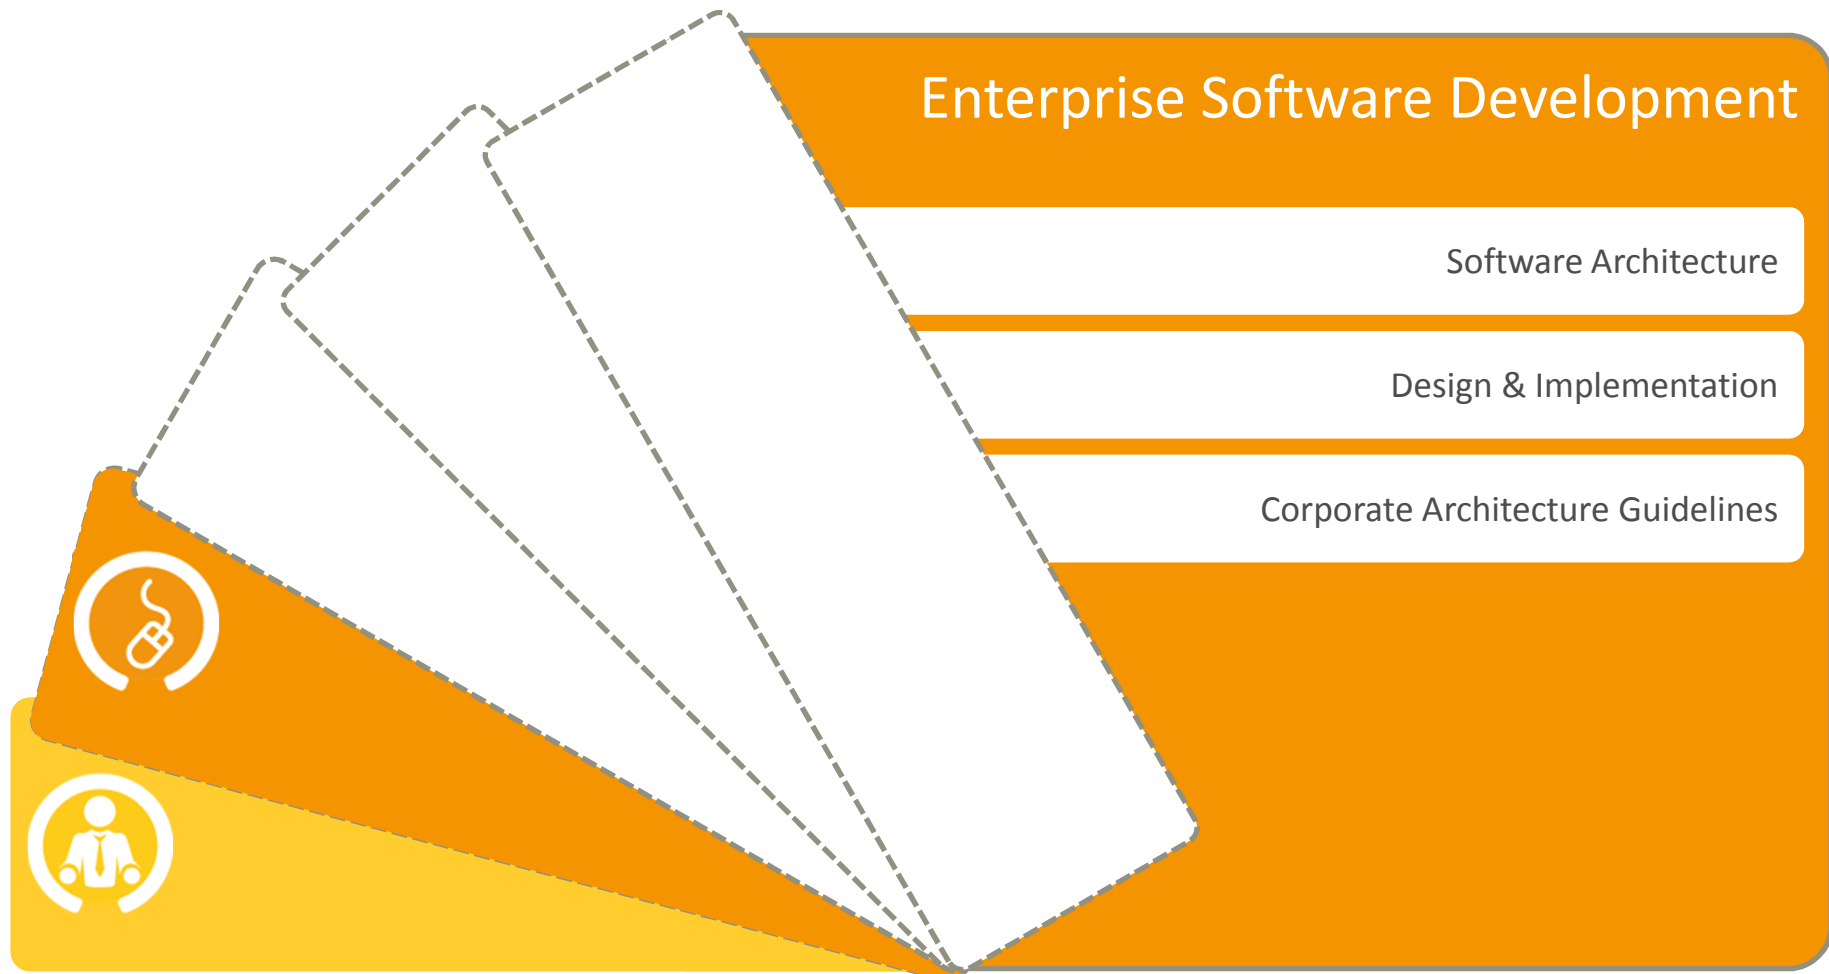 Enterprise Software Development
Software Architecture
Design & Implementation
Corporate Architecture Guidelines